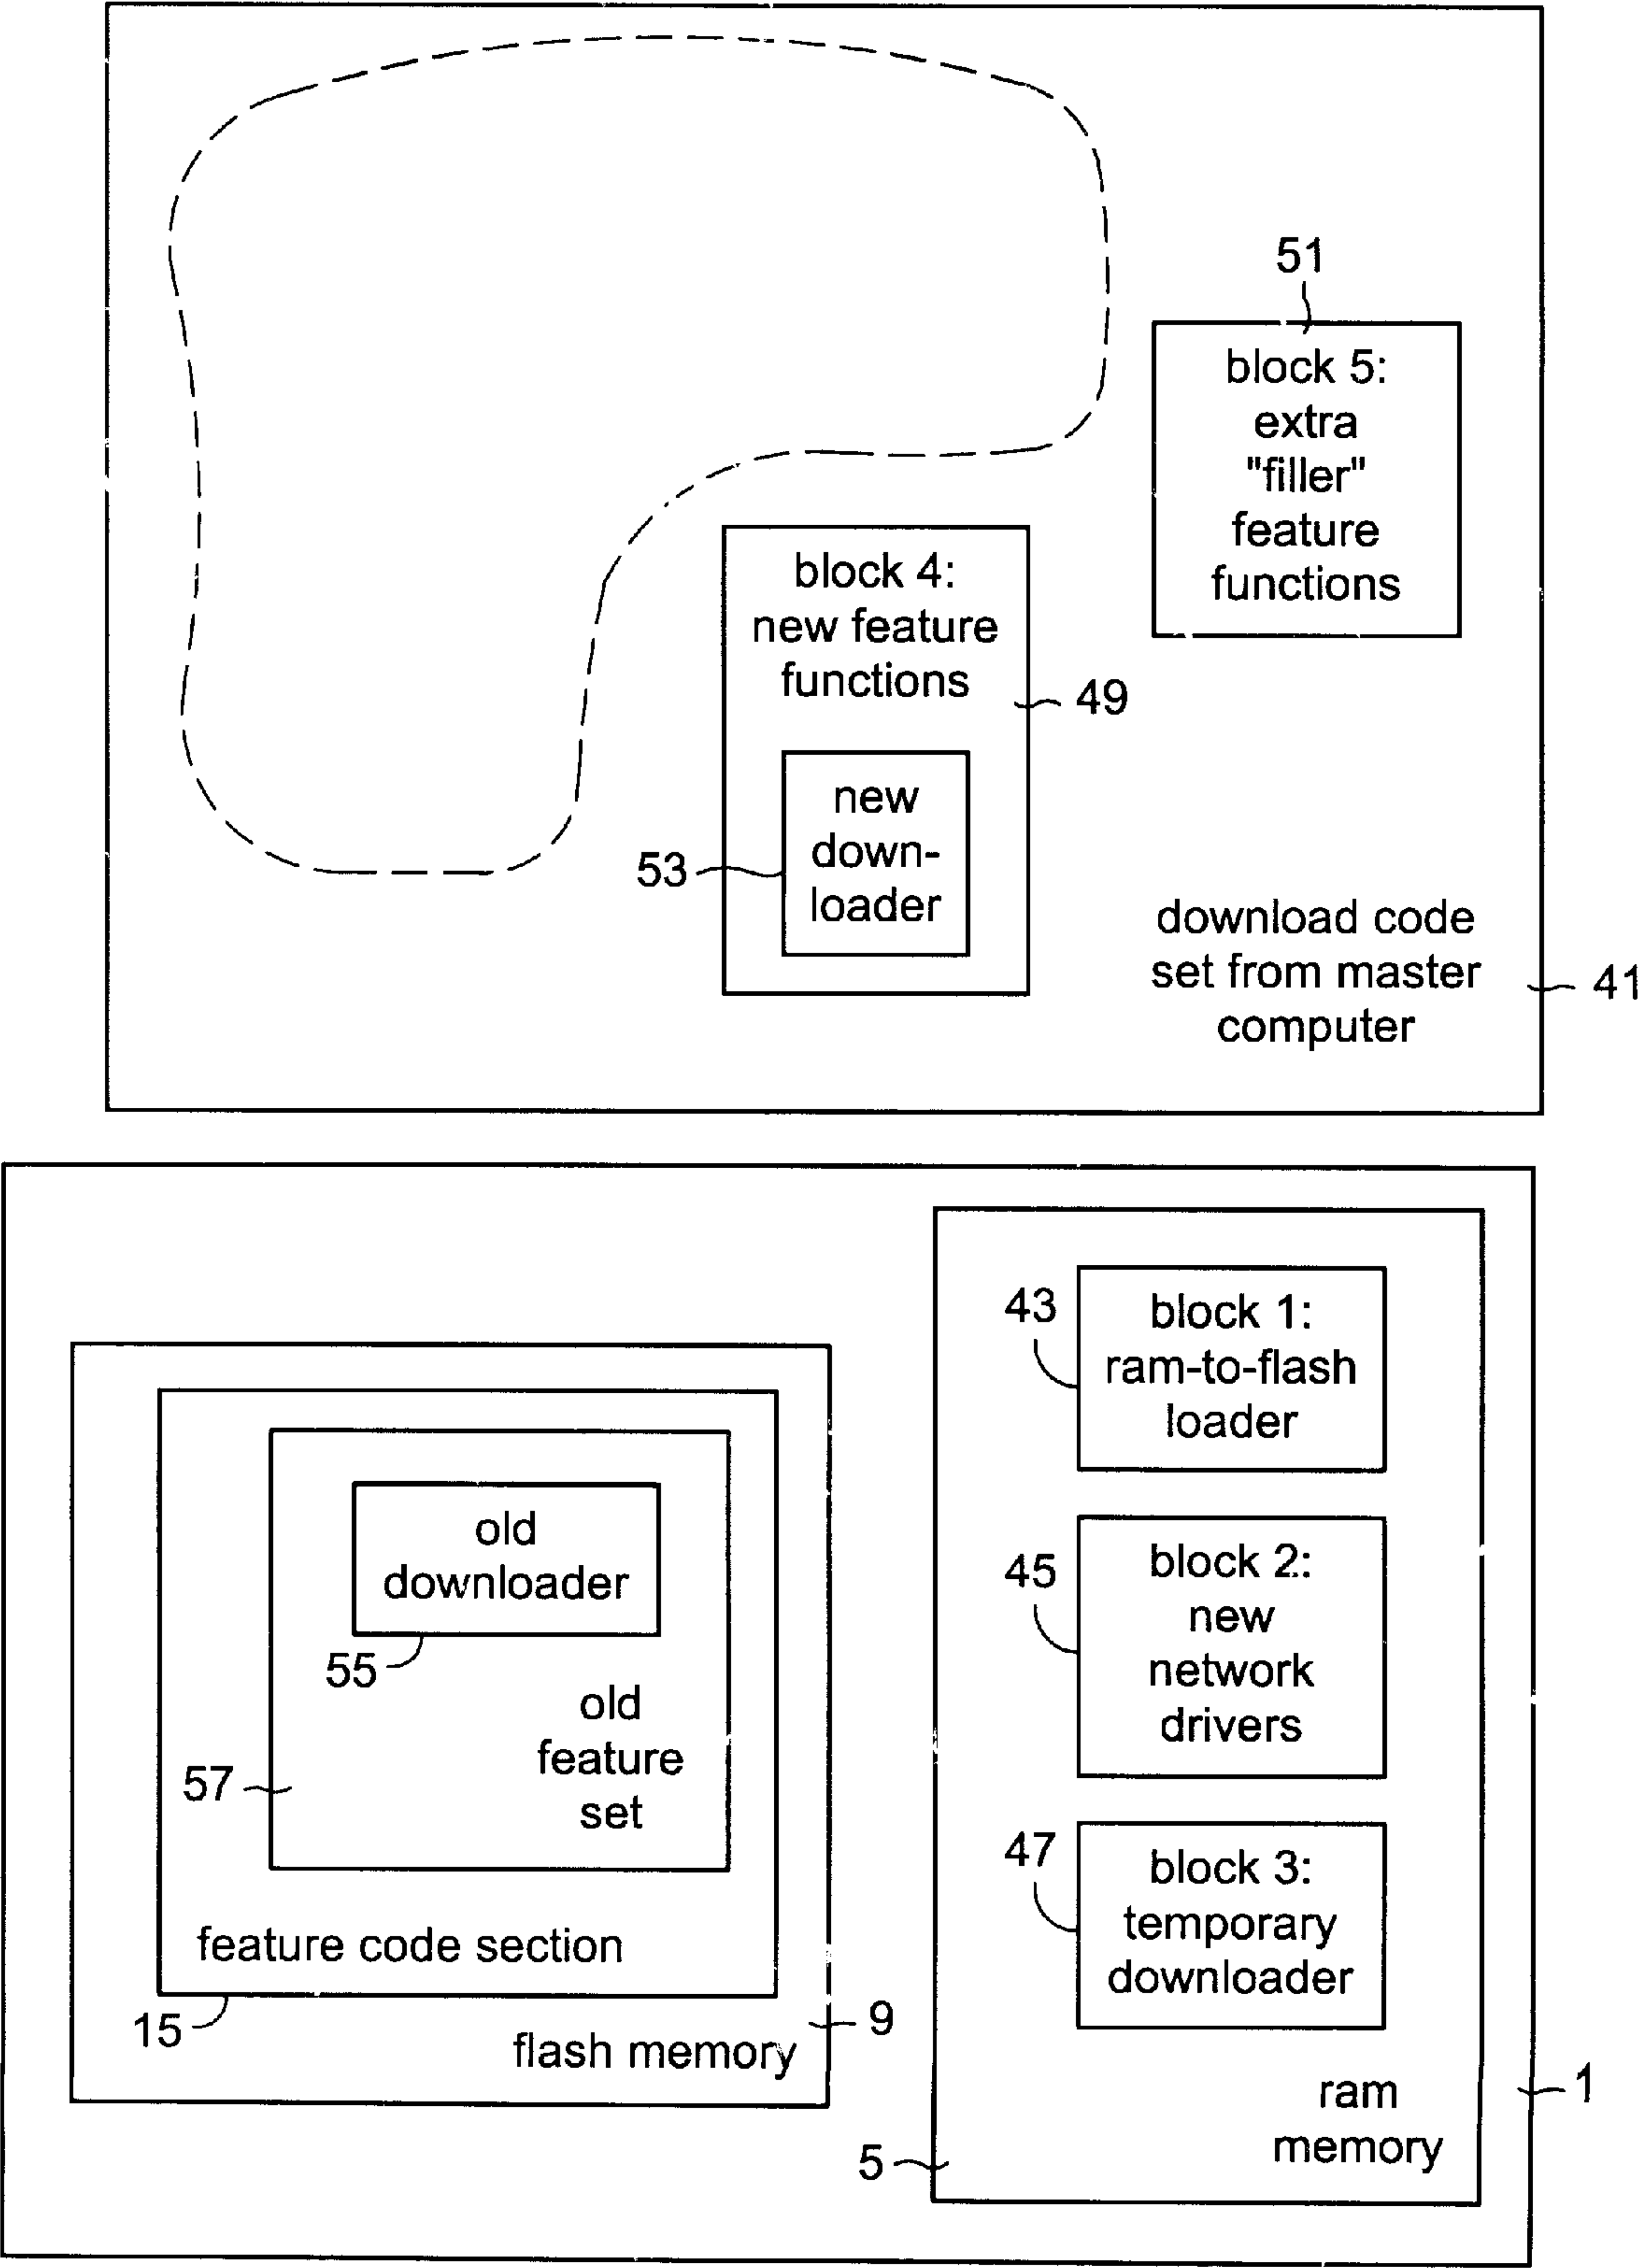 51
block 5:
extra
"filler"
feature
functions
block 4:
new feature
functions
49
new
down-
loader
53
download code
set from master
computer
41
43
block 1:
ram-to-flash
loader
45
block 2:
new
network
drivers
47
block 3:
temporary
downloader
ram
memory
5
1
old
downloader
55
old
feature
set
57
feature code section
15
flash memory
9